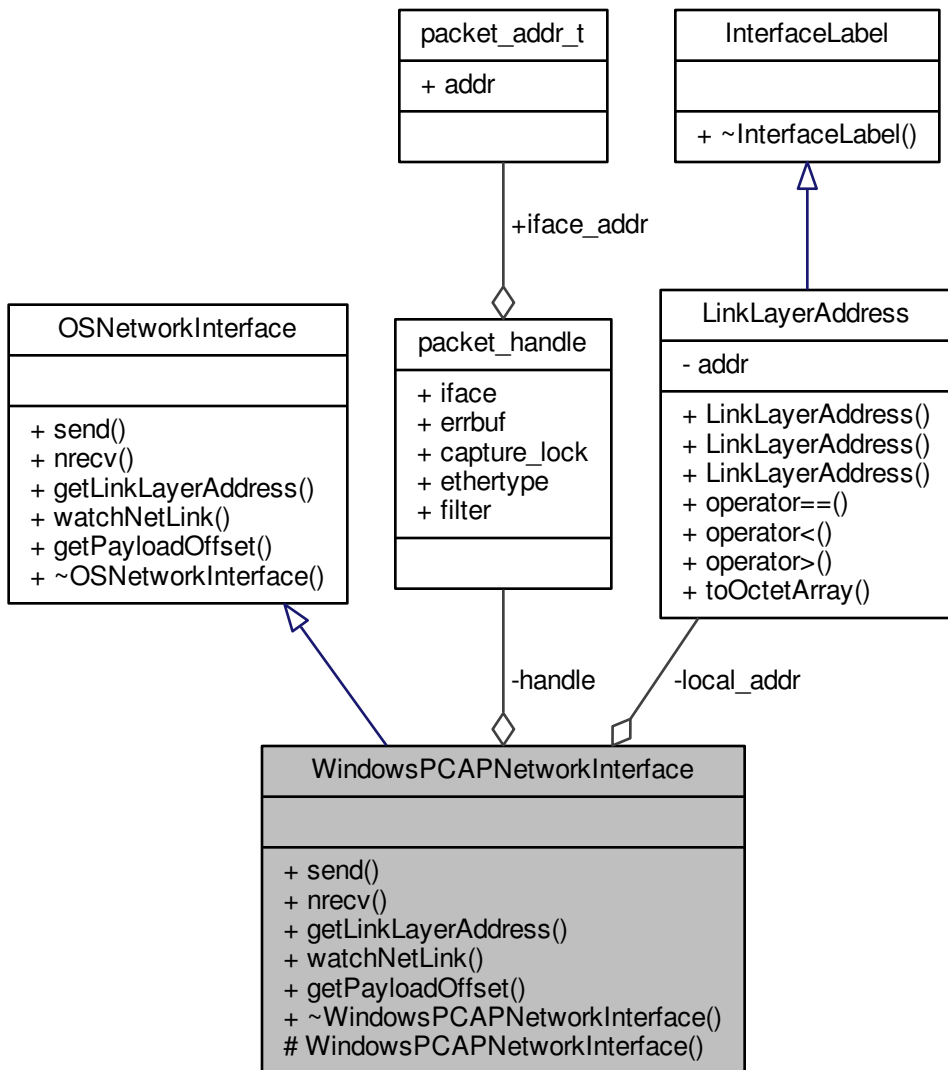 packet_addr_t
+ addr
InterfaceLabel
+ ~InterfaceLabel()
+iface_addr
OSNetworkInterface
+ send()
+ nrecv()
+ getLinkLayerAddress()
+ watchNetLink()
+ getPayloadOffset()
+ ~OSNetworkInterface()
packet_handle
+ iface
+ errbuf
+ capture_lock
+ ethertype
+ filter
LinkLayerAddress
- addr
+ LinkLayerAddress()
+ LinkLayerAddress()
+ LinkLayerAddress()
+ operator==()
+ operator<()
+ operator>()
+ toOctetArray()
-handle
-local_addr
WindowsPCAPNetworkInterface
+ send()
+ nrecv()
+ getLinkLayerAddress()
+ watchNetLink()
+ getPayloadOffset()
+ ~WindowsPCAPNetworkInterface()
# WindowsPCAPNetworkInterface()